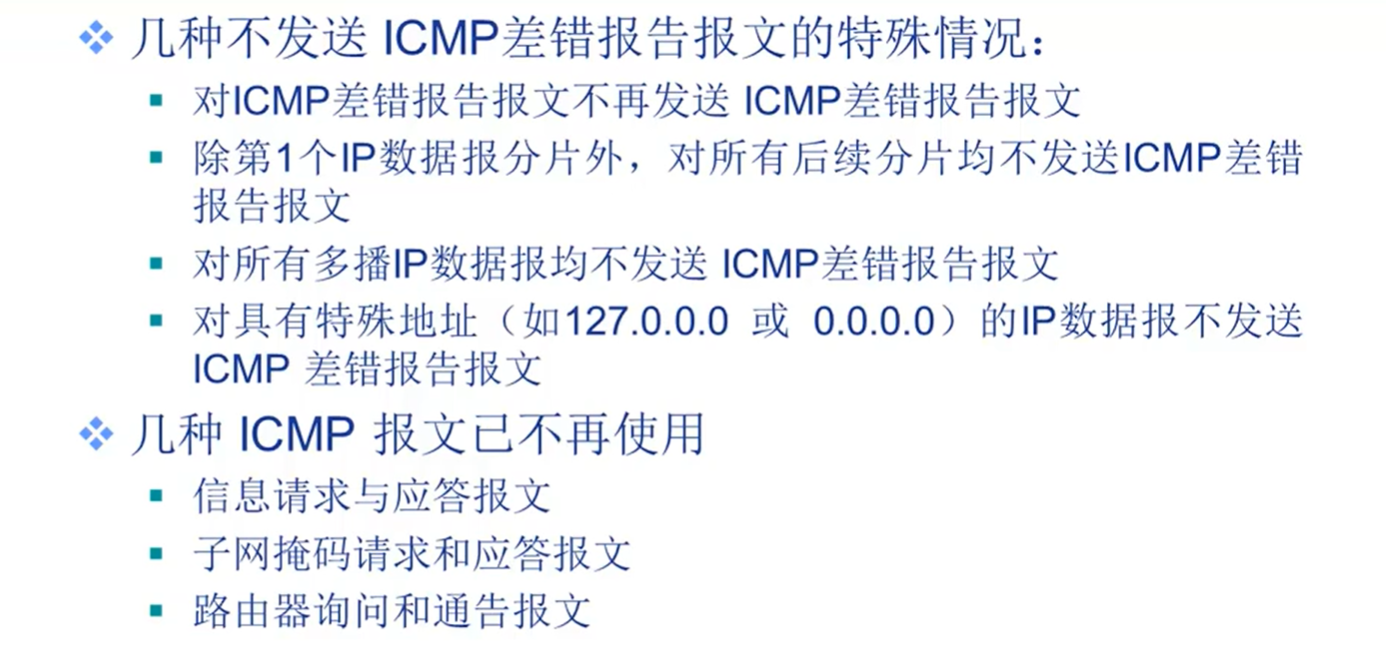 几种不发送 ICMP差错报告报文的特殊情况：
对ICMP差错报告报文不再发送 ICMP差错报告报文
除第1个IP数据报分片外，对所有后续分片均不发送ICMP差错
报告报文
对所有多播IP数据报均不发送 ICMP差错报告报文
对具有特殊地址（如127.0.0.0 或 0.0.0.0）的IP数据报不发送
ICMP 差错报告报文
几种 ICMP 报文已不再使用
信息请求与应答报文
子网掩码请求和应答报文
路由器询问和通告报文